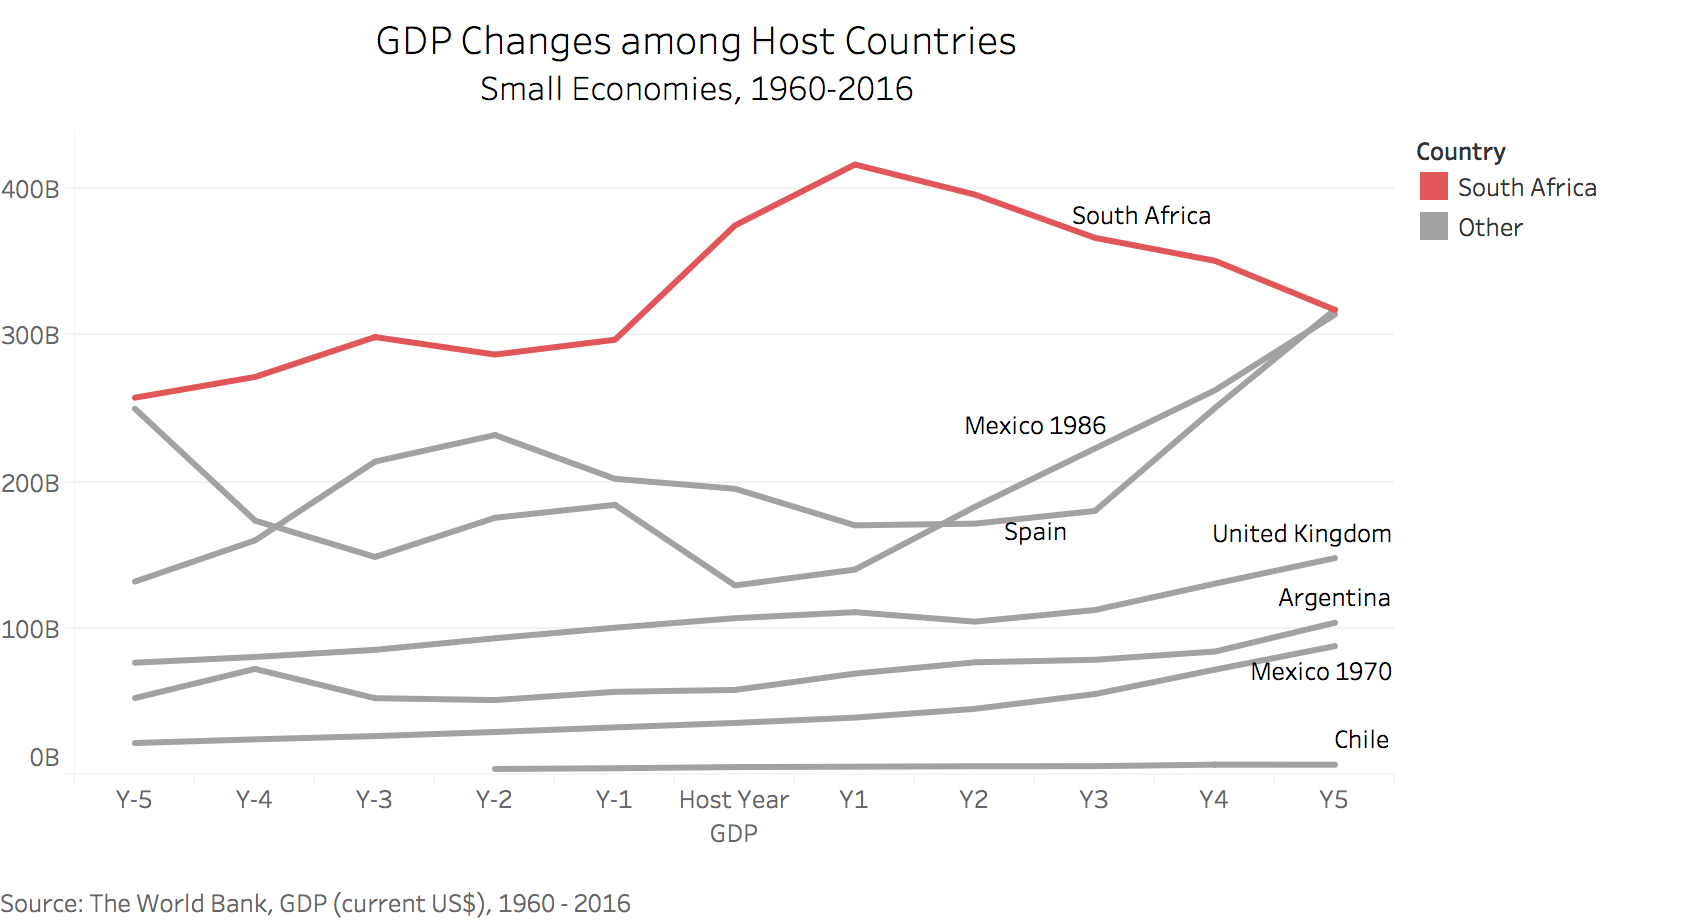 GDP Changes among Host Countries
Small Economies, 1960-2016
Country
South Africa
Other
400B
300B
200B
100B
0B
South Africa
Mexico 1986
Spain
United Kingdom
Argentina
Mexico 1970
Chile
Y-5 Y-4 Y-3 Y-2 Y-1 Host Year Y1 Y2 Y3 Y4 Y5
GDP
Source: The World Bank, GDP (current US$), 1960 - 2016